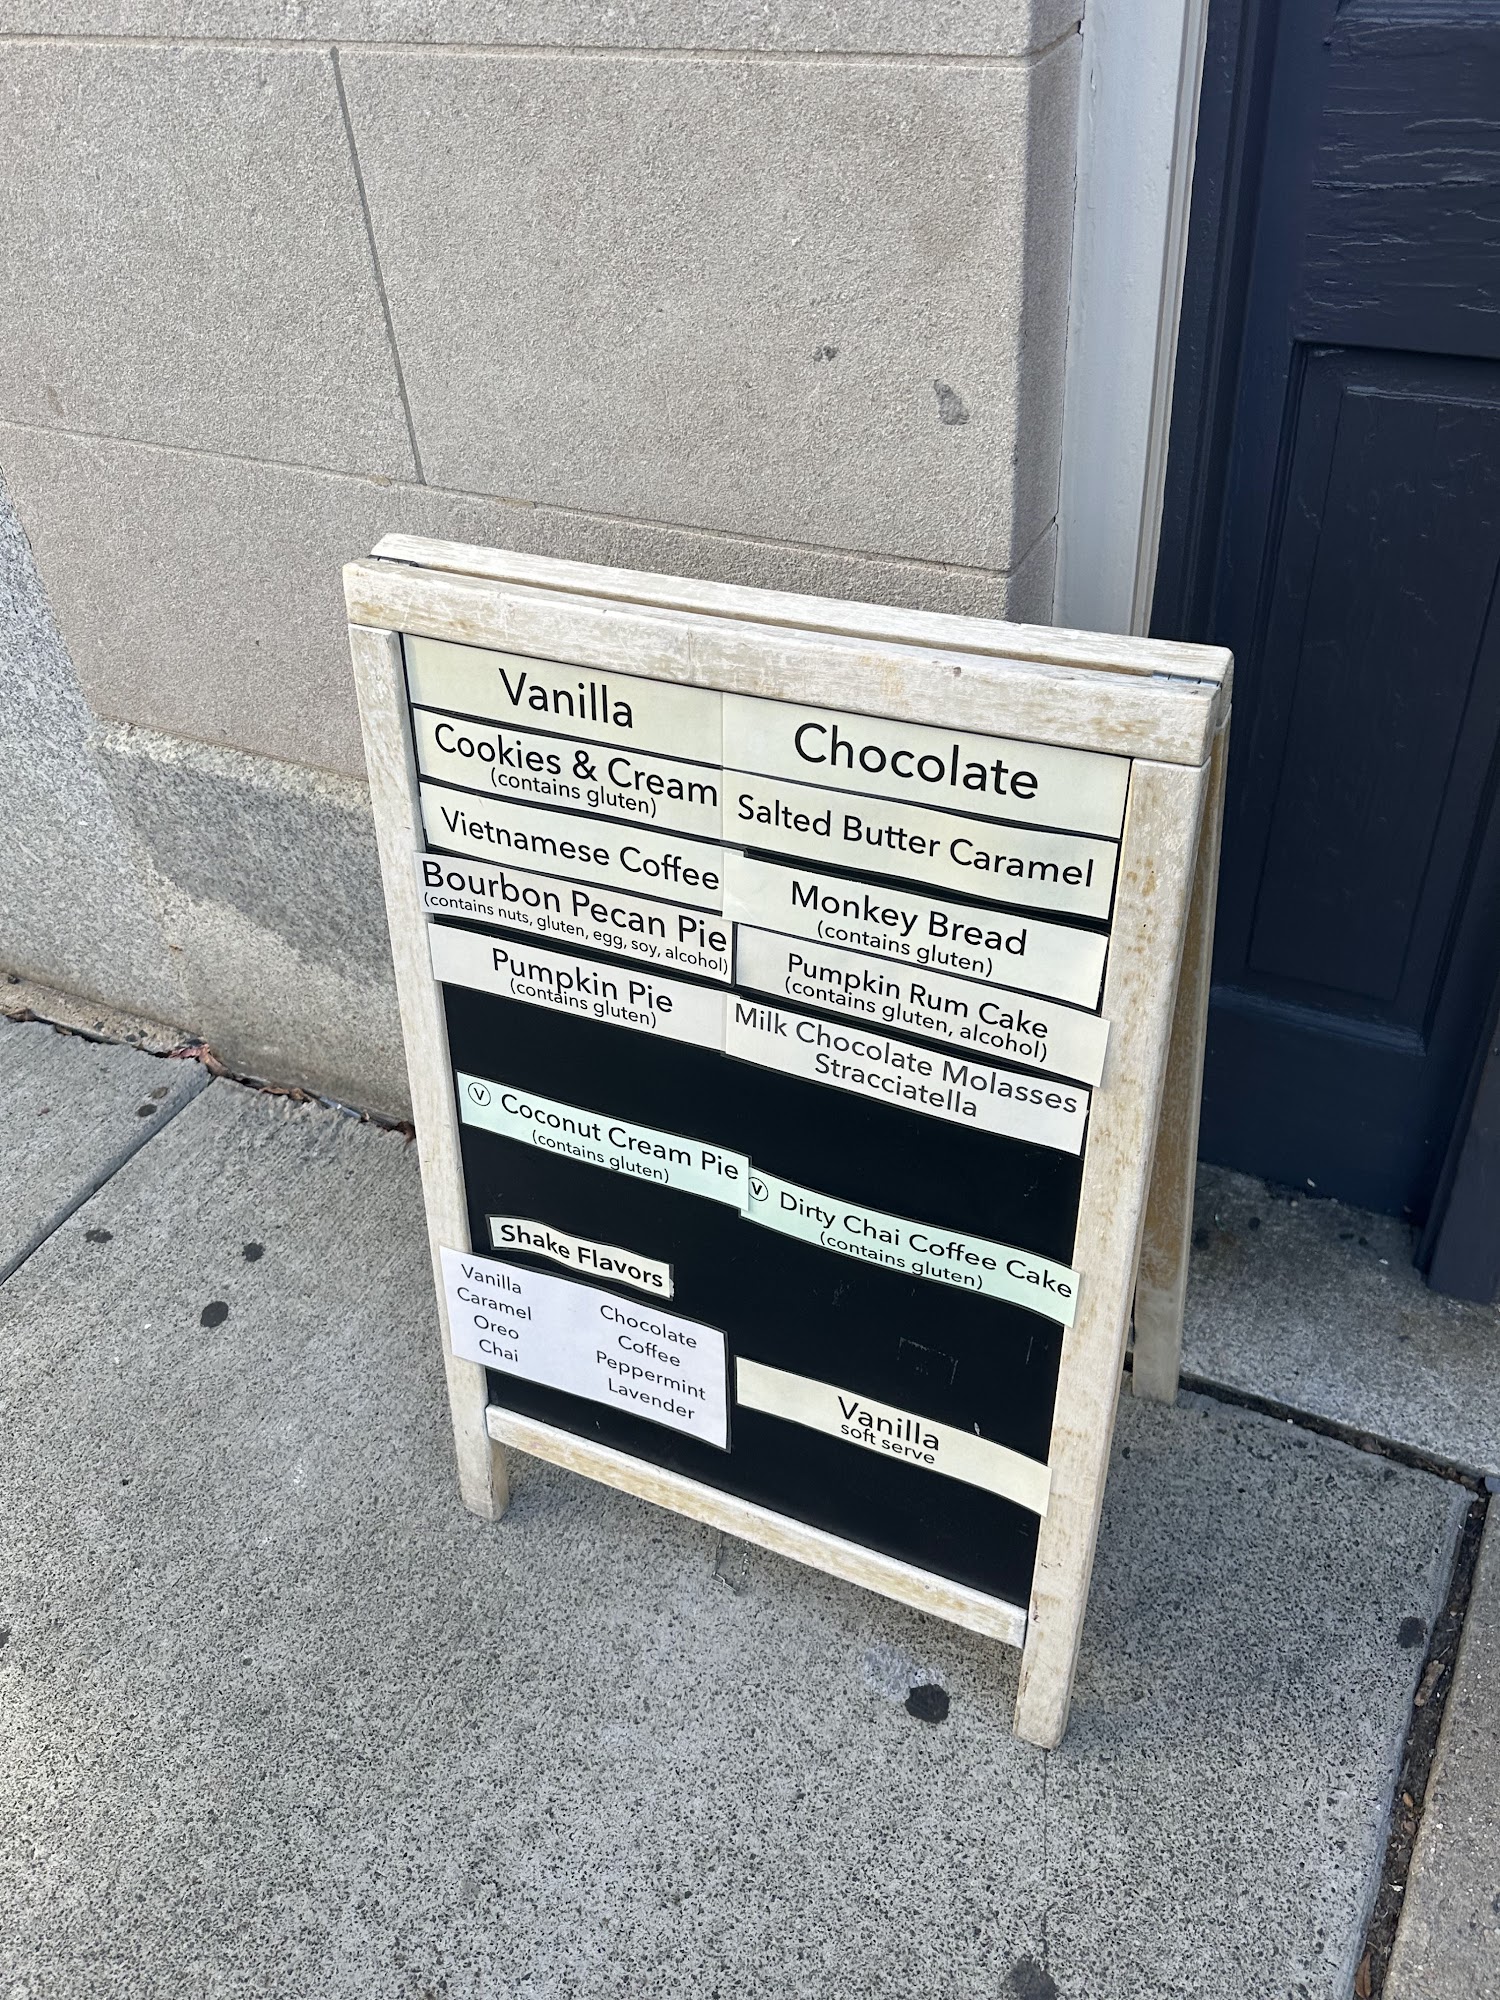 Vanilla
Cookies & Cream
(contains gluten)
Vietnamese Coffee
Bourbon Pecan Pie
(contains nuts, gluten, egg, soy, alcohol)
Pumpkin Pie
(contains gluten)
Chocolate
Salted Butter Caramel
Monkey Bread
(contains gluten)
Pumpkin Rum Cake
(contains gluten, alcohol)
Milk Chocolate Molasses
Stracciatella
V Coconut Cream Pie
(contains gluten)
V Dirty Chai Coffee Cake
(contains gluten)
Shake Flavors
Vanilla
Caramel
Oreo
Chai
Chocolate
Coffee
Peppermint
Lavender
Vanilla
soft serve